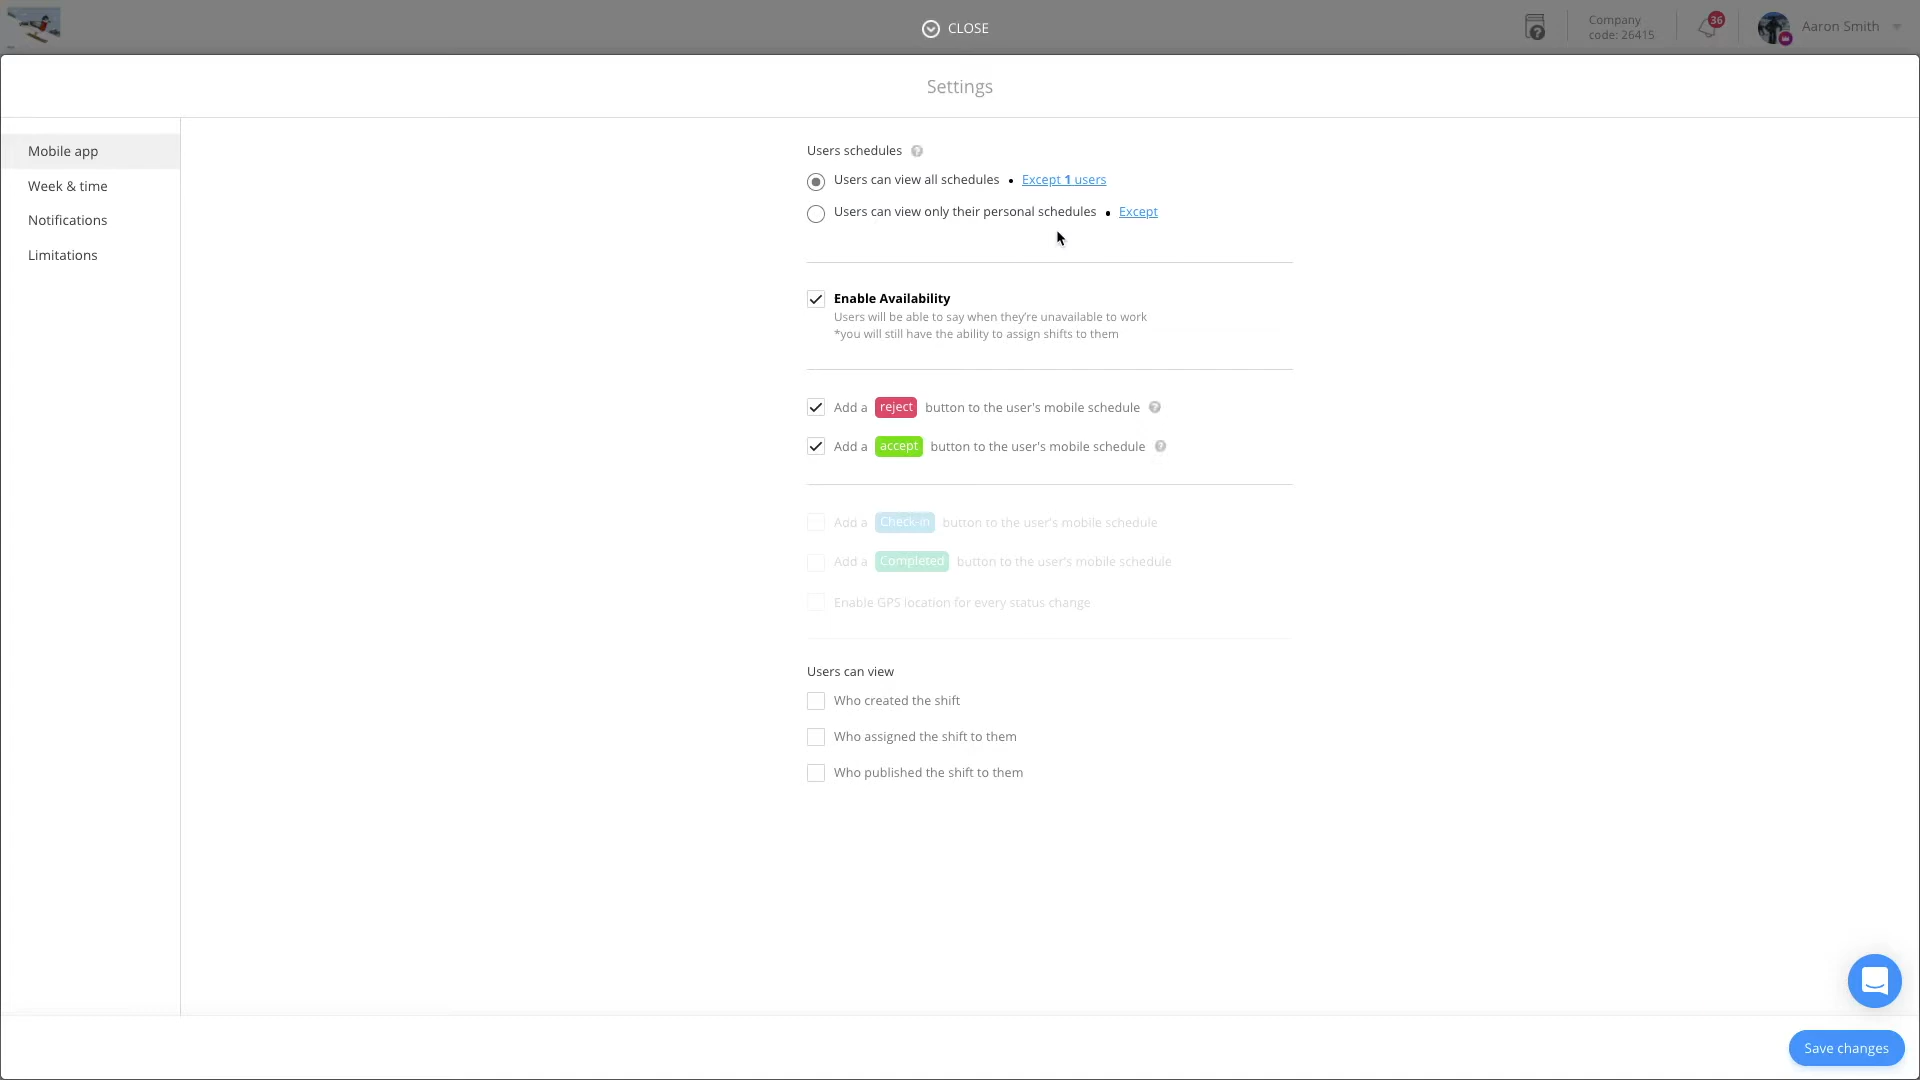 CLOSE
Company
code: 26415
36
Aaron Smith
Settings
Mobile app
Week & time
Notifications
Limitations
Users schedules ?
Users can view all schedules • Except 1 users
Users can view only their personal schedules • Except
Enable Availability
Users will be able to say when they're unavailable to work
*you will still have the ability to assign shifts to them
Add a reject button to the user's mobile schedule ?
Add a accept button to the user's mobile schedule ?
Add a Check-in button to the user's mobile schedule
Add a Completed button to the user's mobile schedule
Enable GPS location for every status change
Users can view
Who created the shift
Who assigned the shift to them
Who published the shift to them
Save changes